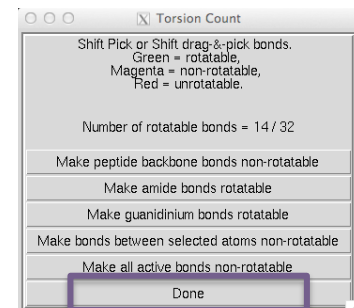 Torsion Count
Shift Pick or Shift drag-&-pick bonds.
Green = rotatable,
Magenta = non-rotatable,
Red = unrotatable.
Number of rotatable bonds = 14 / 32
Make peptide backbone bonds non-rotatable
Make amide bonds rotatable
Make guanidinium bonds rotatable
Make bonds between selected atoms non-rotatable
Make all active bonds non-rotatable
Done